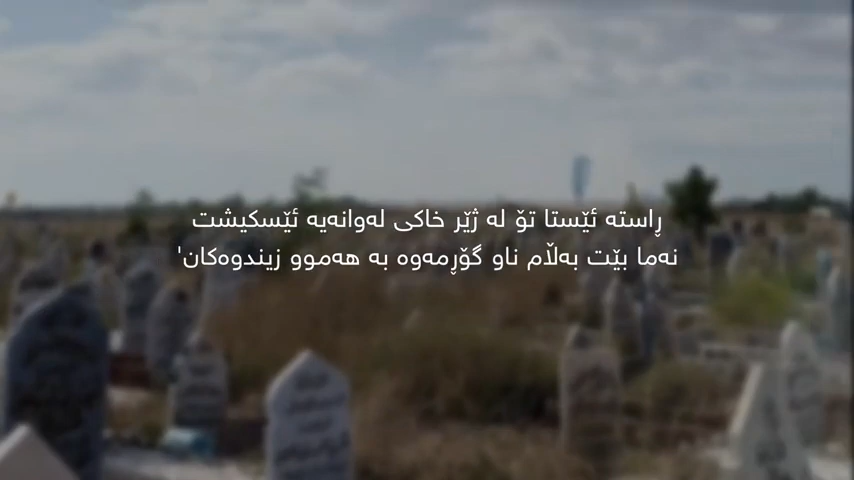 ڕاستە ئێستا تۆ لە ژێر خاکی لەوانەیە ئێسکیشت
نەما بێت بەڵام ناو گۆڕمەوە بە هەموو زیندوەکان'